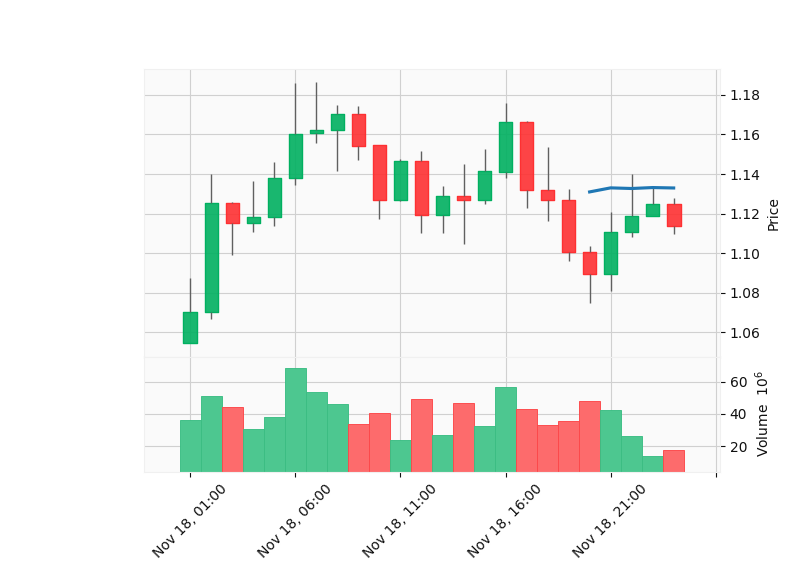 1.18
1.16
1.14
1.12
1.10
1.08
1.06
Price
60
40
20
Volume 10^6
Nov 18, 01:00
Nov 18, 06:00
Nov 18, 11:00
Nov 18, 16:00
Nov 18, 21:00